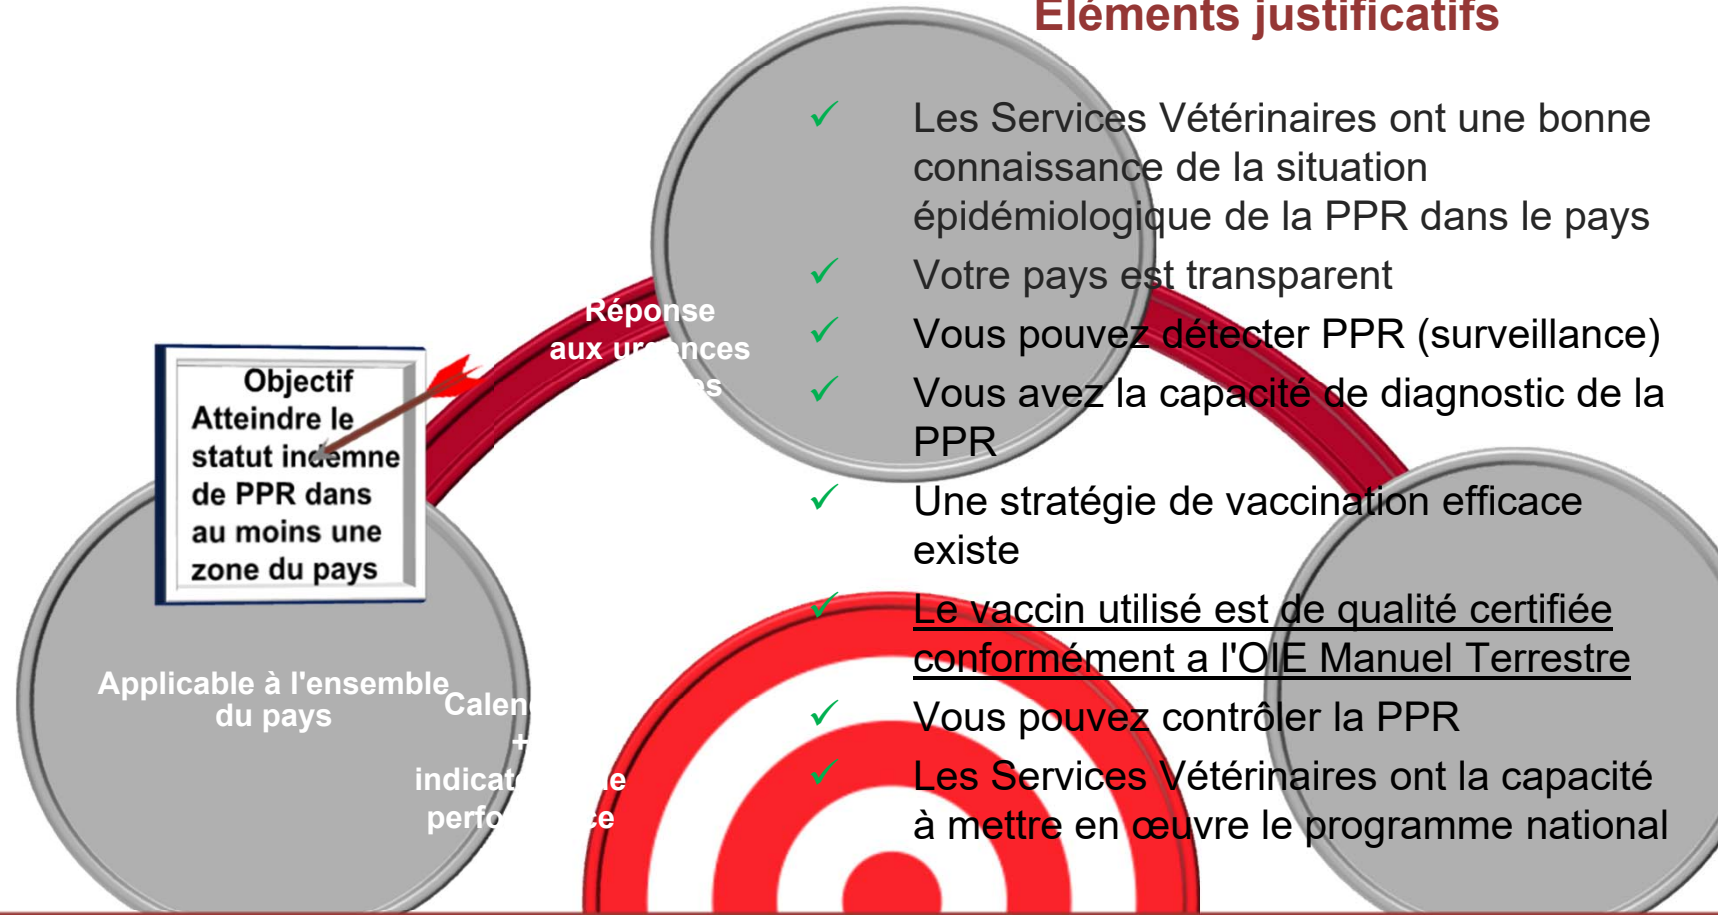 Eléments justificatifs
Les Services Vétérinaires ont une bonne
connaissance de la situation
épidémiologique de la PPR dans le pays
Votre pays est transparent
Vous pouvez détecter PPR (surveillance)
Vous avez la capacité de diagnostic de la
PPR
Une stratégie de vaccination efficace
existe
Le vaccin utilisé est de qualité certifiée
conformément a l'OIE Manuel Terrestre
Vous pouvez contrôler la PPR
Les Services Vétérinaires ont la capacité
à mettre en œuvre le programme national
Réponse
aux urgences
Objectif
Atteindre le
statut indemne
de PPR dans
au moins une
zone du pays
Applicable à l'ensemble
du pays
+